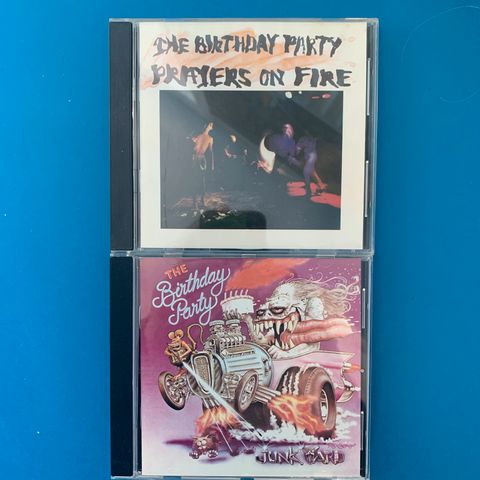 THE BIRTHDAY PARTY
PRAYERS ON FIRE
THE
Birthday
Party
JUNK YARD